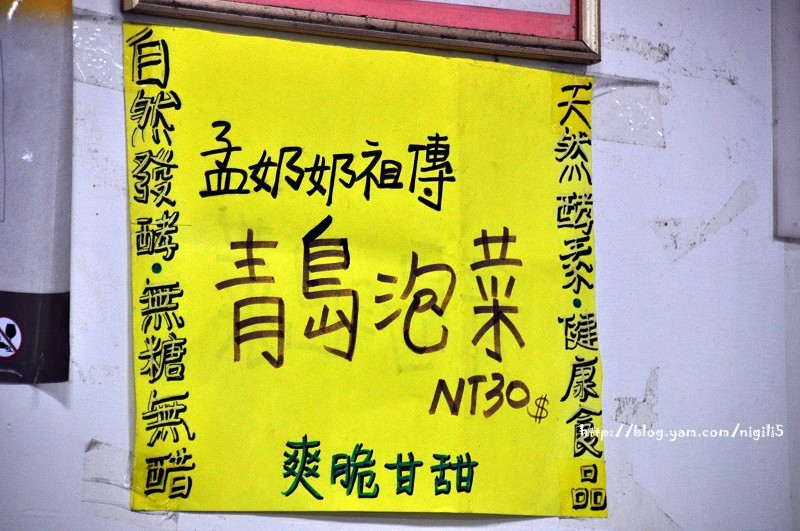 天然酵素·健康食品
孟奶奶祖傳
青島泡菜
NT30$
爽脆甘甜
自然發酵·無糖無醋
http://blog.yam.com/nigili5